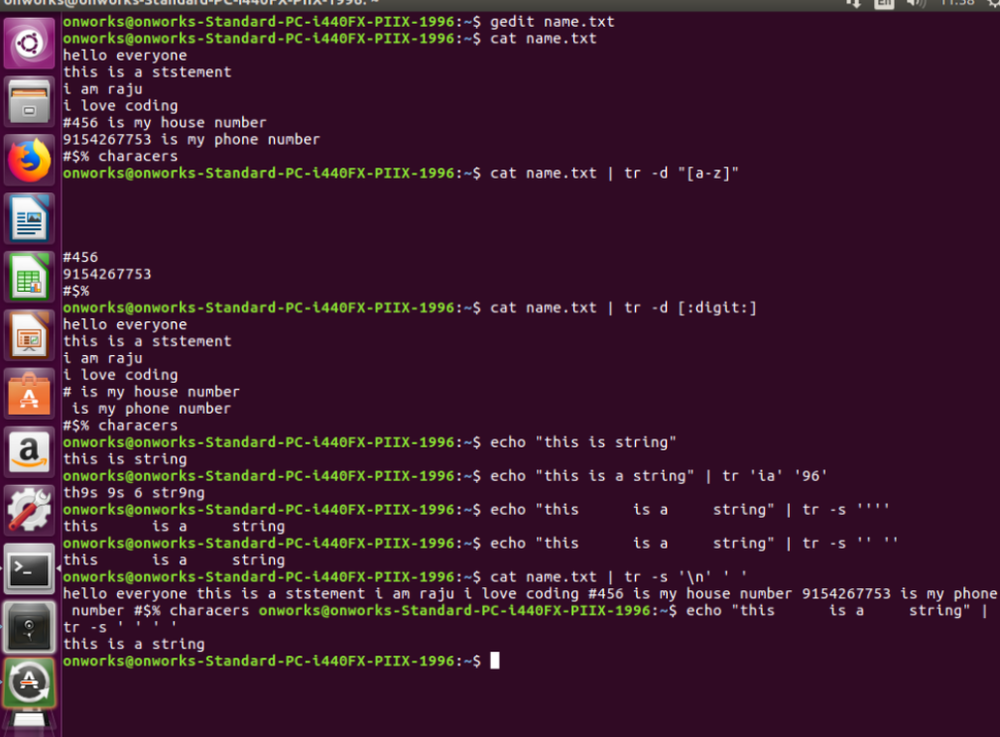 onworks@onworks-Standard-PC-i440FX-PIIX-1996: ~
En 11:38
onworks@onworks-Standard-PC-i440FX-PIIX-1996:~$ gedit name.txt
onworks@onworks-Standard-PC-i440FX-PIIX-1996:~$ cat name.txt
hello everyone
this is a ststement
i am raju
i love coding
#456 is my house number
9154267753 is my phone number
#$% characers
onworks@onworks-Standard-PC-i440FX-PIIX-1996:~$ cat name.txt | tr -d "[a-z]"
#456
9154267753
#$%
onworks@onworks-Standard-PC-i440FX-PIIX-1996:~$ cat name.txt | tr -d [:digit:]
hello everyone
this is a ststement
i am raju
i love coding
# is my house number
 is my phone number
#$% characers
onworks@onworks-Standard-PC-i440FX-PIIX-1996:~$ echo "this is string"
this is string
onworks@onworks-Standard-PC-i440FX-PIIX-1996:~$ echo "this is a string" | tr 'ia' '96'
th9s 9s 6 str9ng
onworks@onworks-Standard-PC-i440FX-PIIX-1996:~$ echo "this      is a     string" | tr -s ''''
this      is a     string
onworks@onworks-Standard-PC-i440FX-PIIX-1996:~$ echo "this      is a     string" | tr -s '' ''
this      is a     string
onworks@onworks-Standard-PC-i440FX-PIIX-1996:~$ cat name.txt | tr -s '\n' ' '
hello everyone this is a ststement i am raju i love coding #456 is my house number 9154267753 is my phone
 number #$% characers onworks@onworks-Standard-PC-i440FX-PIIX-1996:~$ echo "this      is a     string" |
tr -s ' ' ' '
this is a string
onworks@onworks-Standard-PC-i440FX-PIIX-1996:~$